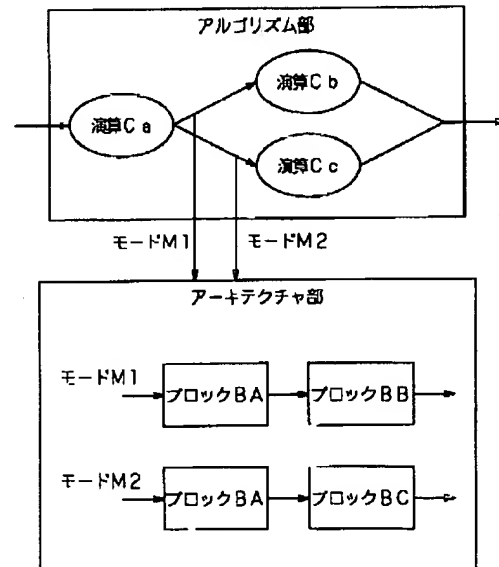 アルゴリズム部
演算Cb
演算Ca
演算Cc
モードM1
モードM2
アーキテクチャ部
モードM1
ブロックBA
ブロックBB
モードM2
ブロックBA
ブロックBC